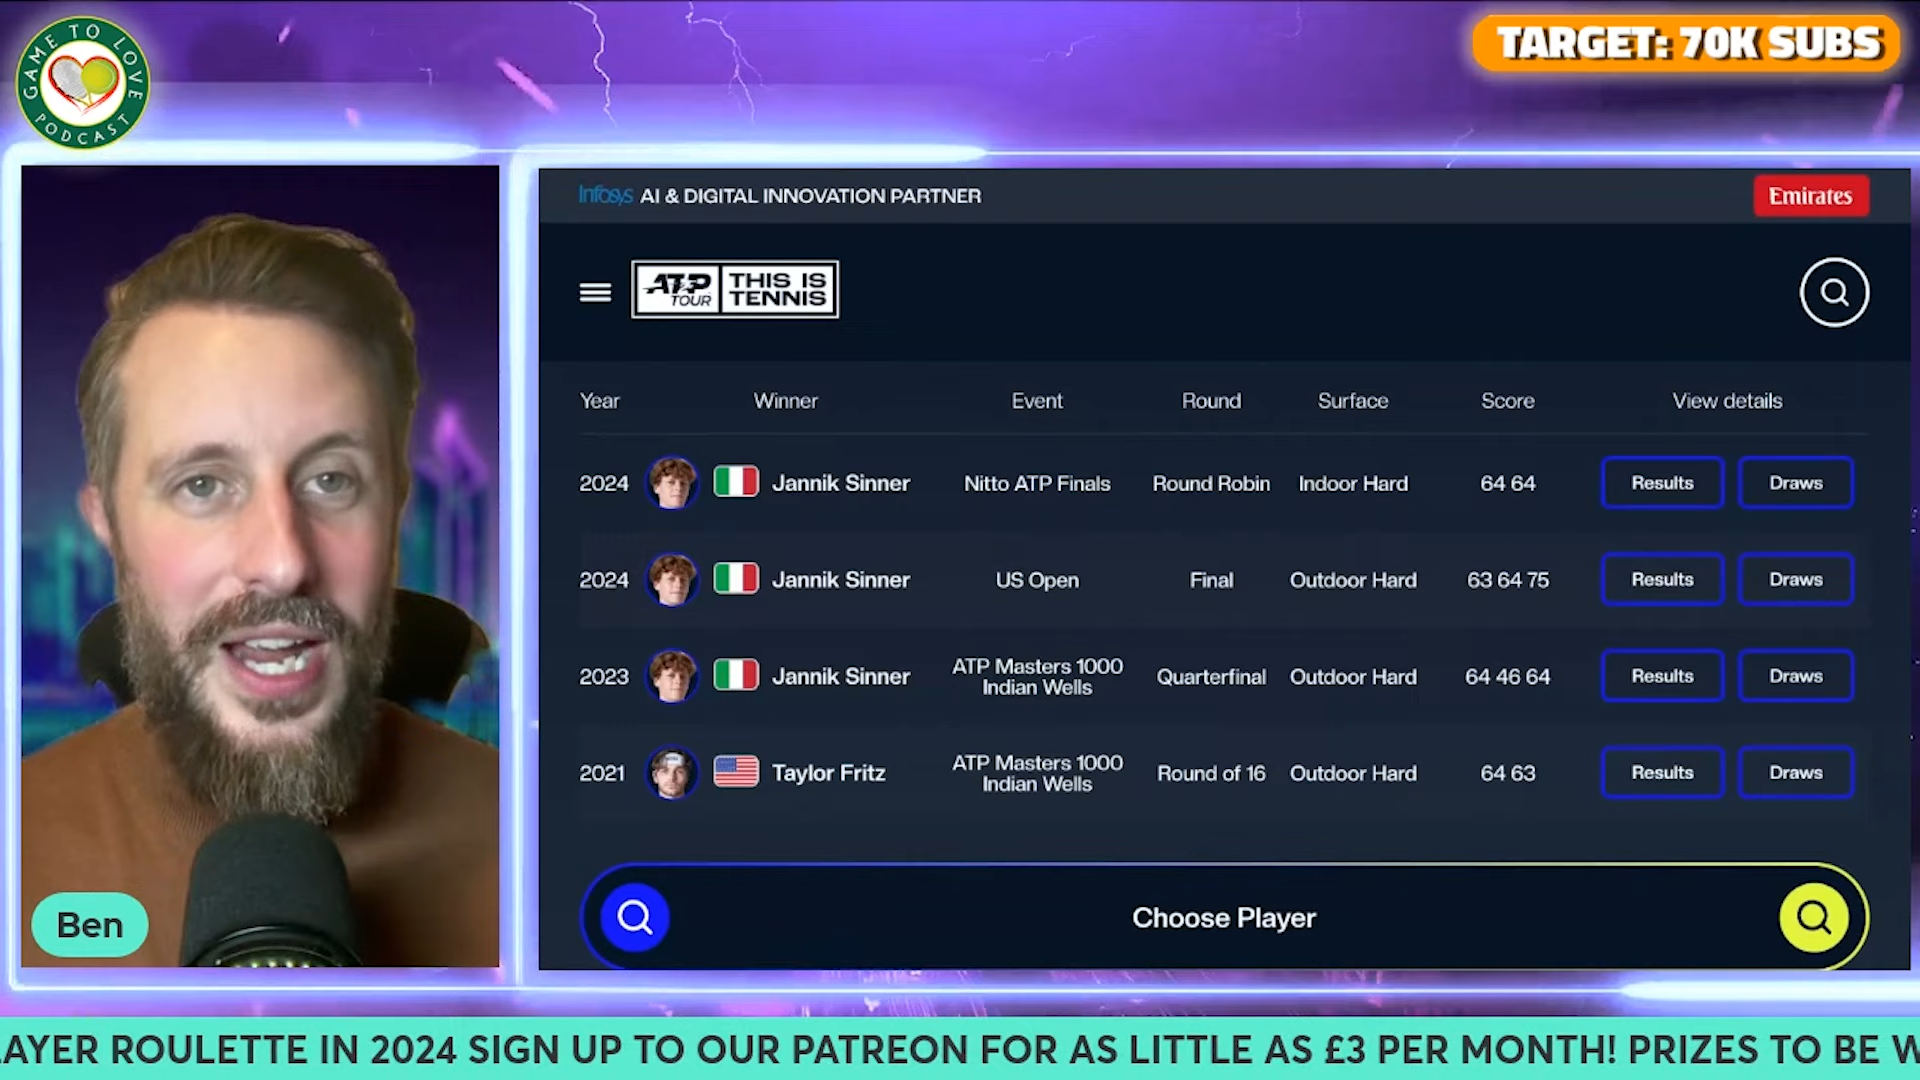 GAME TO LOVE
PODCAST
TARGET: 70K SUBS
Infosys AI & DIGITAL INNOVATION PARTNER
Emirates
ATP TOUR
THIS IS TENNIS
Year Winner Event Round Surface Score View details
2024 Jannik Sinner Nitto ATP Finals Round Robin Indoor Hard 64 64 Results Draws
2024 Jannik Sinner US Open Final Outdoor Hard 63 64 75 Results Draws
2023 Jannik Sinner ATP Masters 1000 Indian Wells Quarterfinal Outdoor Hard 64 46 64 Results Draws
2021 Taylor Fritz ATP Masters 1000 Indian Wells Round of 16 Outdoor Hard 64 63 Results Draws
Choose Player
Ben
AYER ROULETTE IN 2024 SIGN UP TO OUR PATREON FOR AS LITTLE AS £3 PER MONTH! PRIZES TO BE W